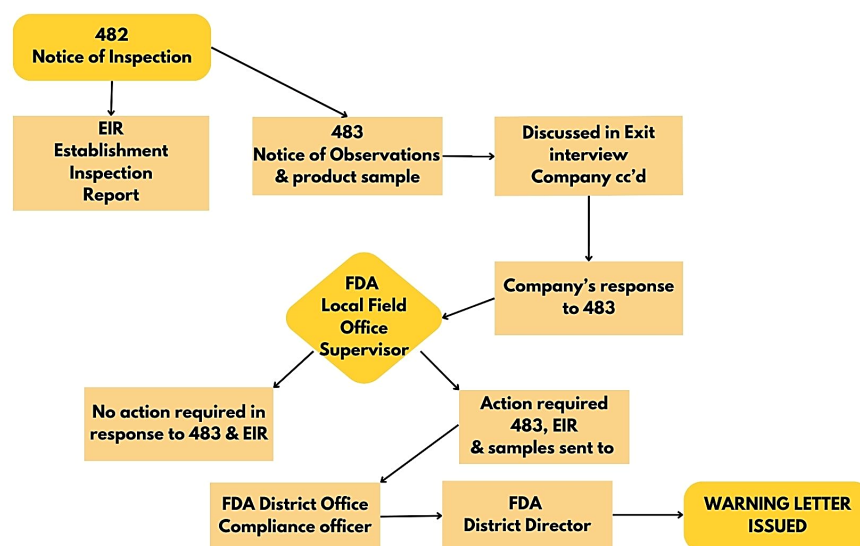 482
Notice of Inspection
EIR
Establishment
Inspection
Report
483
Notice of Observations
& product sample
Discussed in Exit
interview
Company cc'd
Company's response
to 483
FDA
Local Field
Office
Supervisor
No action required in
response to 483 & EIR
Action required
483, EIR
& samples sent to
FDA District Office
Compliance officer
FDA
District Director
WARNING LETTER
ISSUED